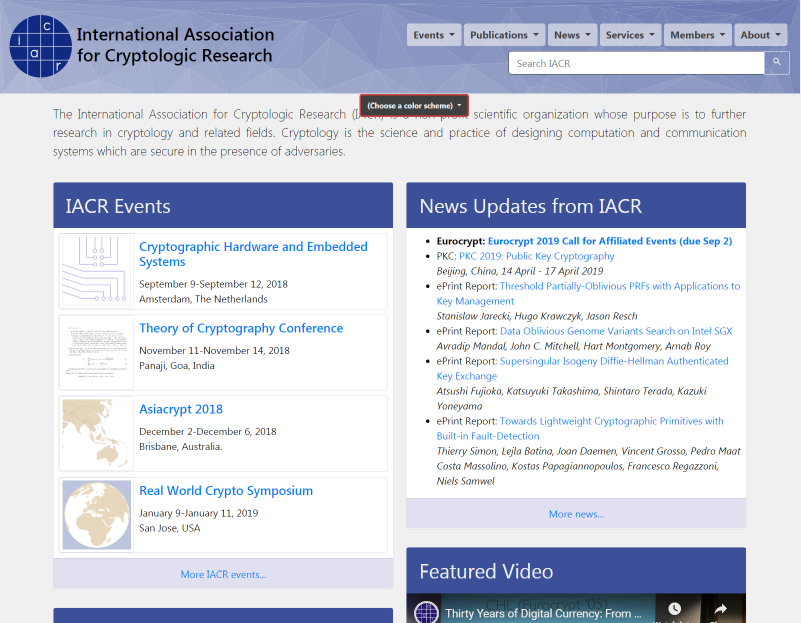 International Association
for Cryptologic Research
c
i
a
r
Events
Publications
News
Services
Members
About
Search IACR
(Choose a color scheme)
The International Association for Cryptologic Research (IACR) is a non-profit scientific organization whose purpose is to further
research in cryptology and related fields. Cryptology is the science and practice of designing computation and communication
systems which are secure in the presence of adversaries.
IACR Events
Cryptographic Hardware and Embedded
Systems
September 9-September 12, 2018
Amsterdam, The Netherlands
Theory of Cryptography Conference
November 11-November 14, 2018
Panaji, Goa, India
Asiacrypt 2018
December 2-December 6, 2018
Brisbane, Australia.
Real World Crypto Symposium
January 9-January 11, 2019
San Jose, USA
More IACR events...
News Updates from IACR
Eurocrypt: Eurocrypt 2019 Call for Affiliated Events (due Sep 2)
PKC: PKC 2019: Public Key Cryptography
Beijing, China, 14 April - 17 April 2019
ePrint Report: Threshold Partially-Oblivious PRFs with Applications to
Key Management
Stanislaw Jarecki, Hugo Krawczyk, Jason Resch
ePrint Report: Data Oblivious Genome Variants Search on Intel SGX
Avradip Mandal, John C. Mitchell, Hart Montgomery, Arnab Roy
ePrint Report: Supersingular Isogeny Diffie-Hellman Authenticated
Key Exchange
Atsushi Fujioka, Katsuyuki Takashima, Shintaro Terada, Kazuki
Yoneyama
ePrint Report: Towards Lightweight Cryptographic Primitives with
Built-in Fault-Detection
Thierry Simon, Lejla Batina, Joan Daemen, Vincent Grosso, Pedro Maat
Costa Massolino, Kostas Papagiannopoulos, Francesco Regazzoni,
Niels Samwel
More news...
Featured Video
CHL (Eurocrypt '05)
Thirty Years of Digital Currency: From ...